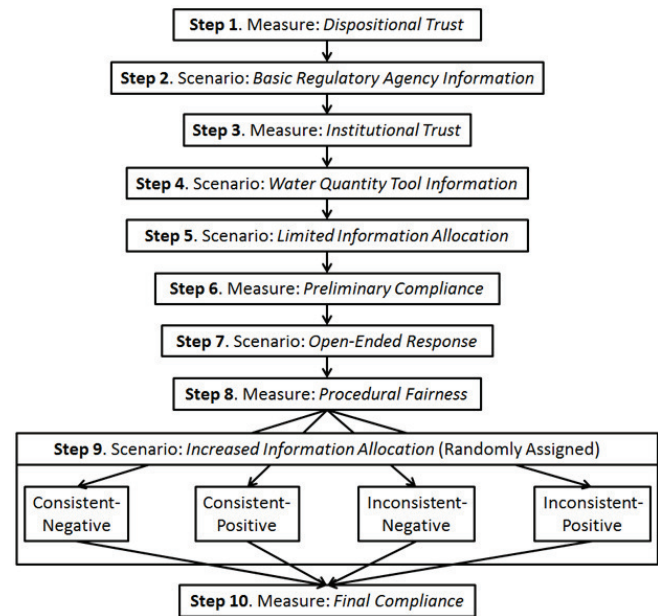 Step 1. Measure: Dispositional Trust
Step 2. Scenario: Basic Regulatory Agency Information
Step 3. Measure: Institutional Trust
Step 4. Scenario: Water Quantity Tool Information
Step 5. Scenario: Limited Information Allocation
Step 6. Measure: Preliminary Compliance
Step 7. Scenario: Open-Ended Response
Step 8. Measure: Procedural Fairness
Step 9. Scenario: Increased Information Allocation (Randomly Assigned)
Consistent-
Negative
Consistent-
Positive
Inconsistent-
Negative
Inconsistent-
Positive
Step 10. Measure: Final Compliance